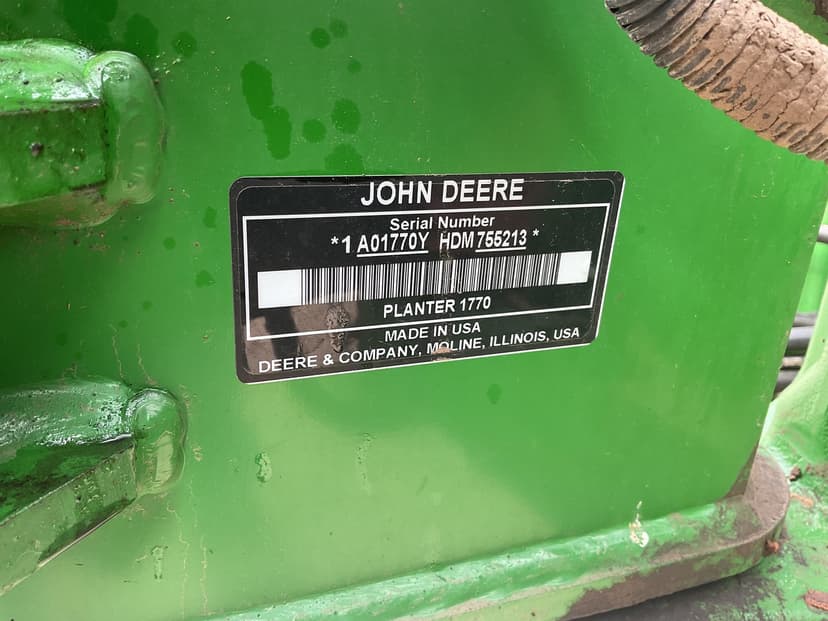 JOHN DEERE
Serial Number
*1 A01770Y HDM 755213 *
PLANTER 1770
MADE IN USA
DEERE & COMPANY, MOLINE, ILLINOIS, USA